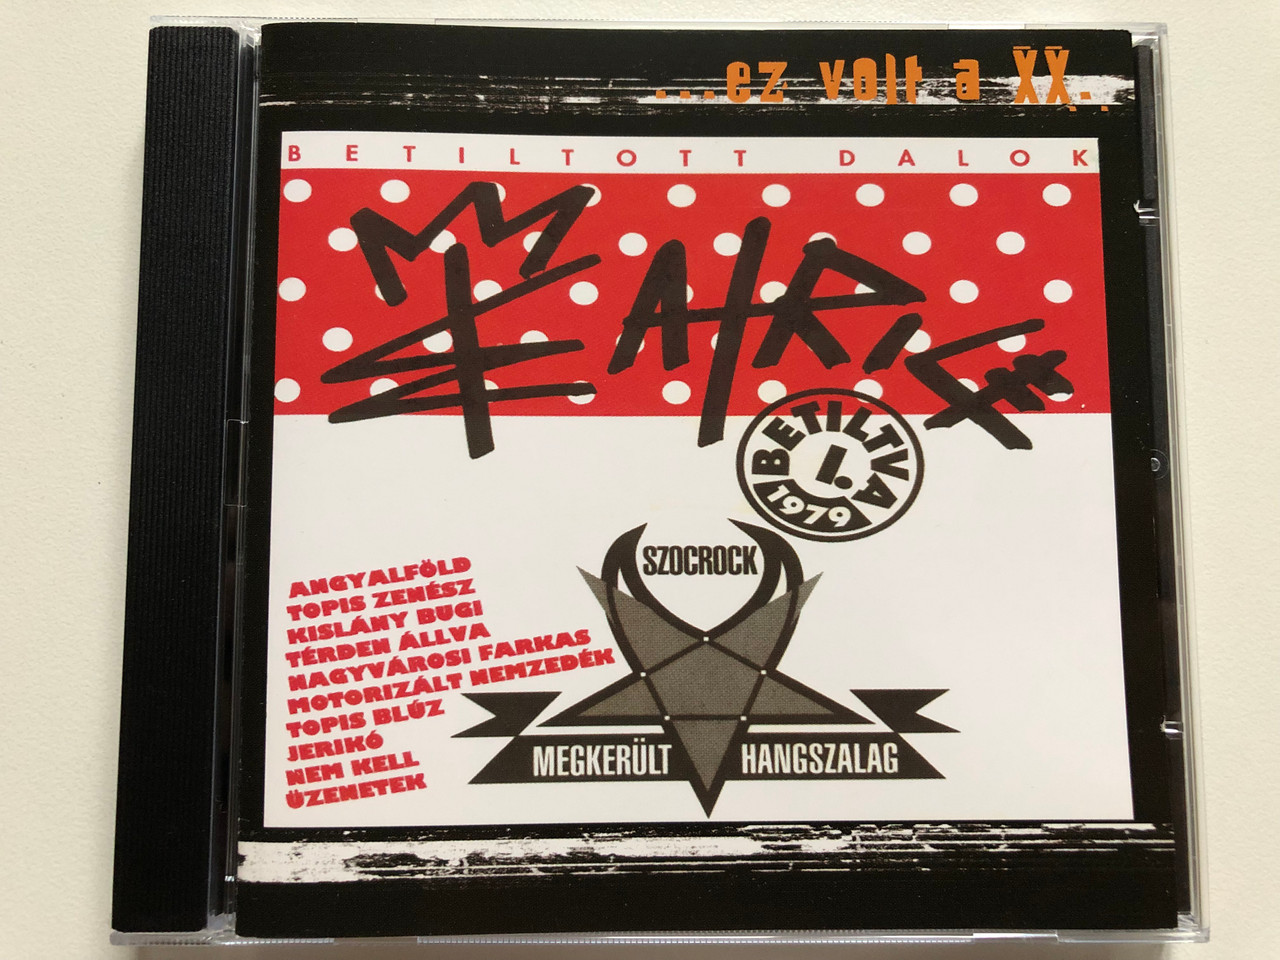 ...ez volt a XX.
BETILTOTT DALOK
BEATRICE
BETILTVA
I.
1979
SZOCROCK
ANGYALFÖLD
TOPIS ZENÉSZ
KISLÁNY BUGI
TÉRDEN ÁLLVA
NAGYVÁROSI FARKAS
MOTORIZÁLT NEMZEDÉK
TOPIS BLÚZ
JERIKÓ
NEM KELL
ÜZENETEK
MEGKERÜLT HANGSZALAG